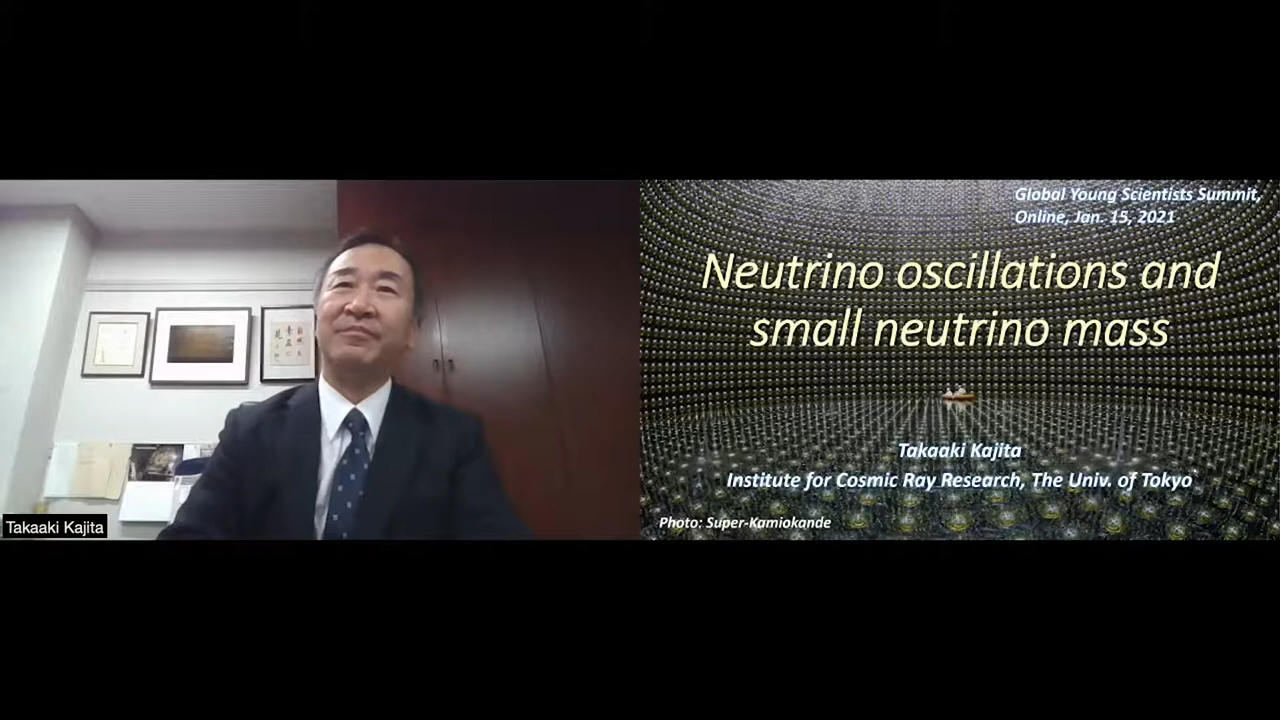 Takaaki Kajita
Global Young Scientists Summit,
Online, Jan. 15, 2021
Neutrino oscillations and
small neutrino mass
Takaaki Kajita
Institute for Cosmic Ray Research, The Univ. of Tokyo
Photo: Super-Kamiokande